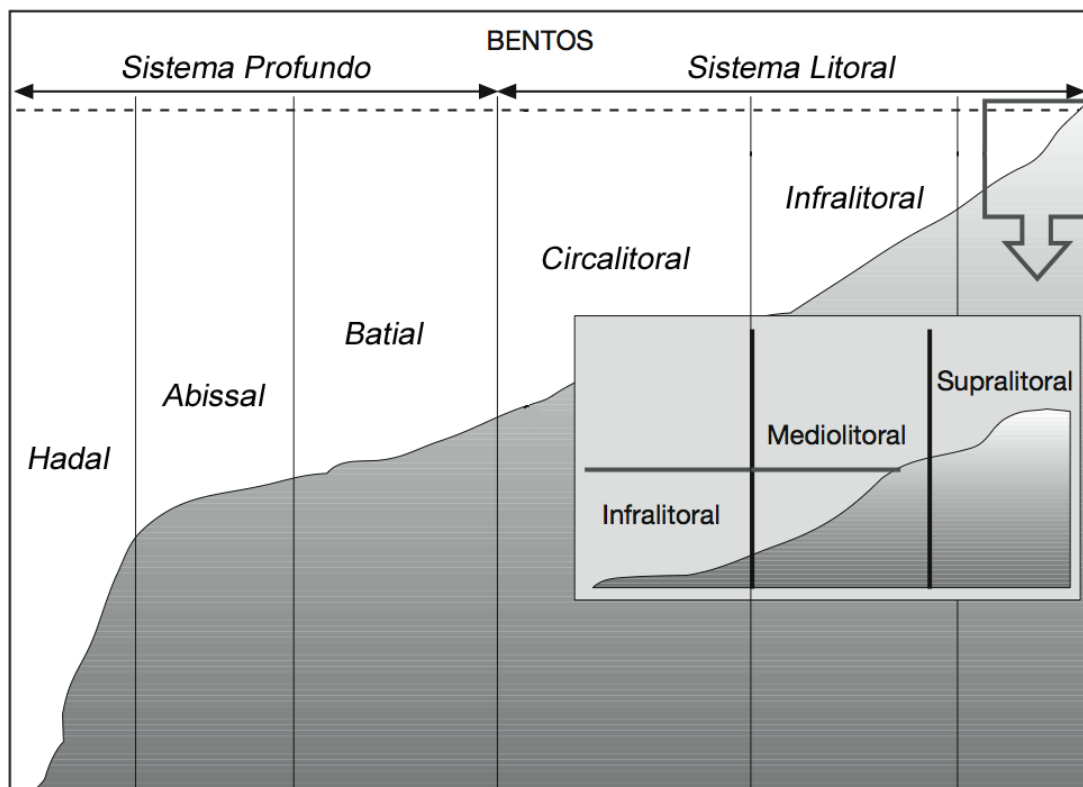 BENTOS
Sistema Profundo
Sistema Litoral
Infralitoral
Circalitoral
Batial
Abissal
Hadal
Supralitoral
Mediolitoral
Infralitoral